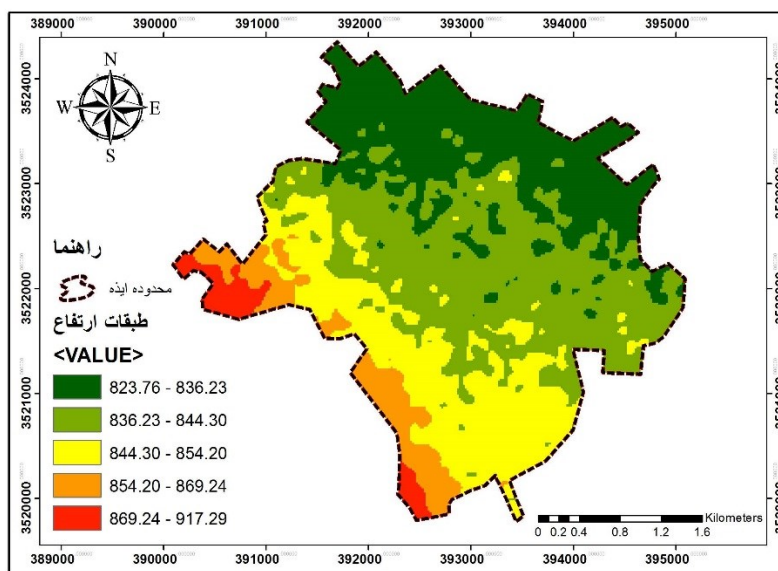 389000 390000 391000 392000 393000 394000 395000
3524000
3523000
3522000
3521000
3520000
N
W E
S
راهنما
محدوده ایذه
طبقات ارتفاع
<VALUE>
823.76 - 836.23
836.23 - 844.30
844.30 - 854.20
854.20 - 869.24
869.24 - 917.29
Kilometers
0 0.2 0.4 0.8 1.2 1.6
389000 390000 391000 392000 393000 394000 395000